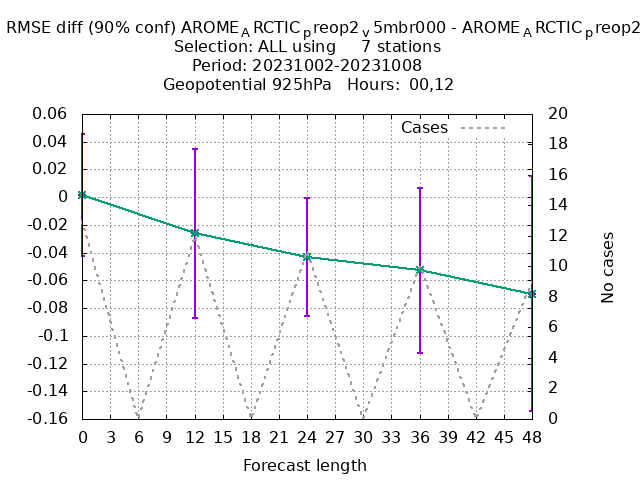 RMSE diff (90% conf) AROME_ARCTIC_preop2_v5mbr000 - AROME_ARCTIC_preop2
Selection: ALL using 7 stations
Period: 20231002-20231008
Geopotential 925hPa Hours: 00,12
Cases
0.06
0.04
0.02
0
-0.02
-0.04
-0.06
-0.08
-0.1
-0.12
-0.14
-0.16
20
18
16
14
12
10
8
6
4
2
0
No cases
0 3 6 9 12 15 18 21 24 27 30 33 36 39 42 45 48
Forecast length